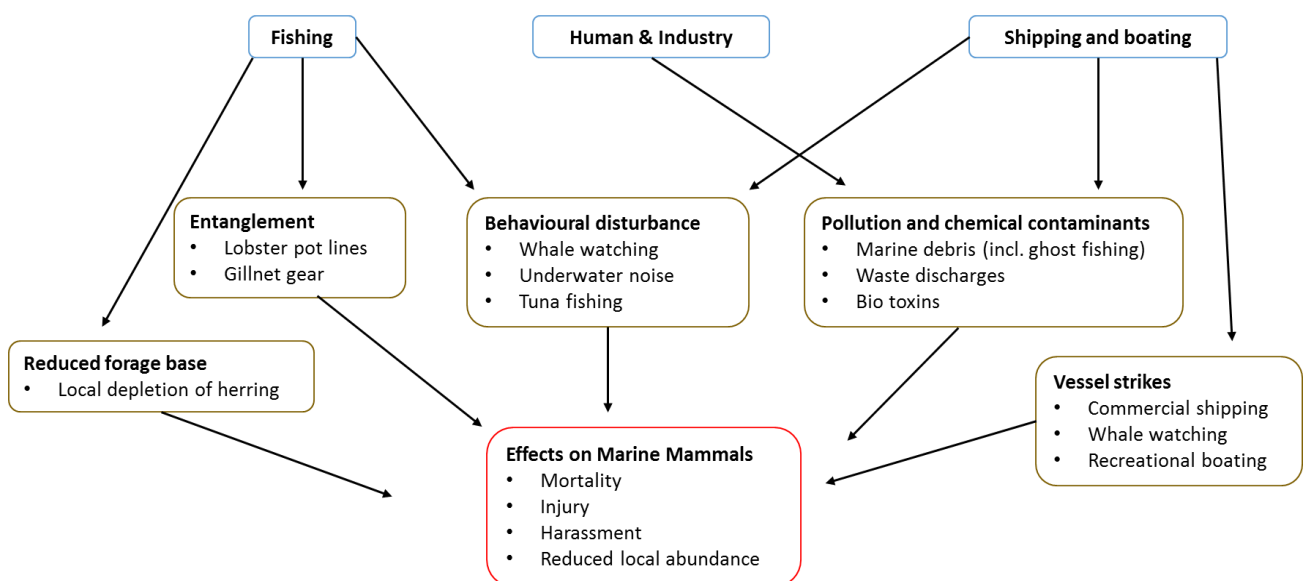 Fishing
Human & Industry
Shipping and boating
Entanglement
• Lobster pot lines
• Gillnet gear
Behavioural disturbance
• Whale watching
• Underwater noise
• Tuna fishing
Pollution and chemical contaminants
• Marine debris (incl. ghost fishing)
• Waste discharges
• Bio toxins
Reduced forage base
• Local depletion of herring
Vessel strikes
• Commercial shipping
• Whale watching
• Recreational boating
Effects on Marine Mammals
• Mortality
• Injury
• Harassment
• Reduced local abundance